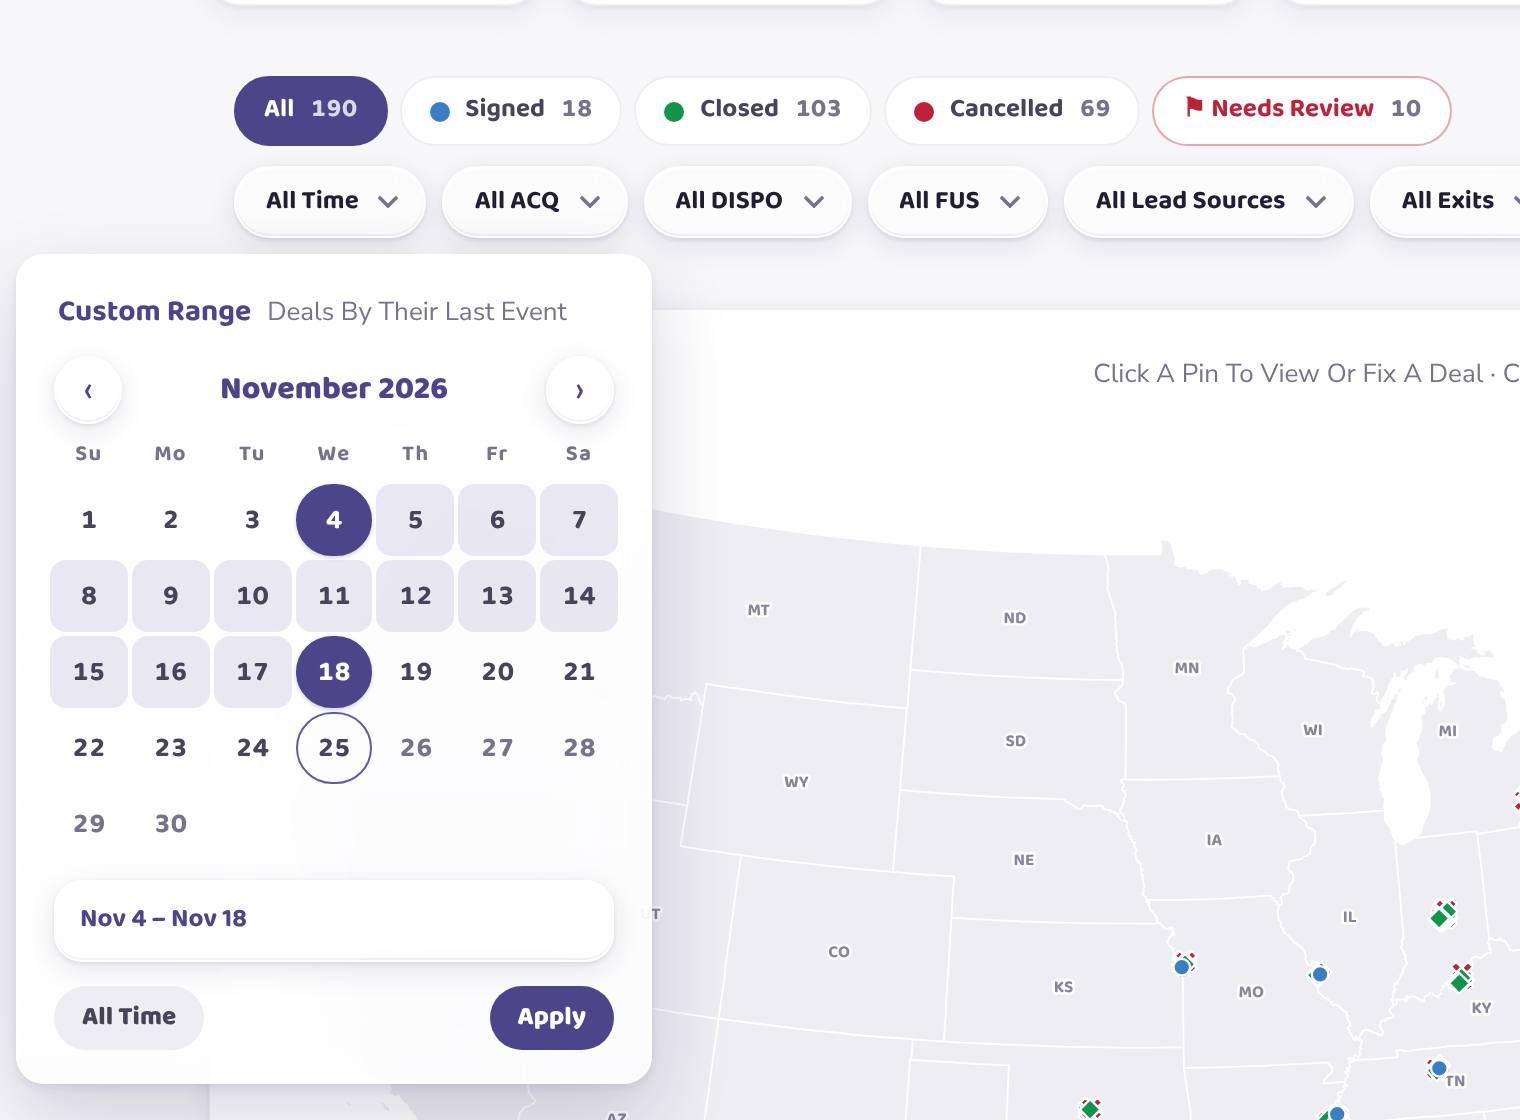 All 190
Signed 18
Closed 103
Cancelled 69
Needs Review 10
All Time
All ACQ
All DISPO
All FUS
All Lead Sources
All Exits
Custom Range Deals By Their Last Event
‹ November 2026 ›
Su Mo Tu We Th Fr Sa
1 2 3 4 5 6 7
8 9 10 11 12 13 14
15 16 17 18 19 20 21
22 23 24 25 26 27 28
29 30
Nov 4 – Nov 18
All Time
Apply
Click A Pin To View Or Fix A Deal · C
MT
ND
MN
WI
MI
SD
WY
IA
NE
UT
IL
CO
KS
MO
KY
TN
AZ